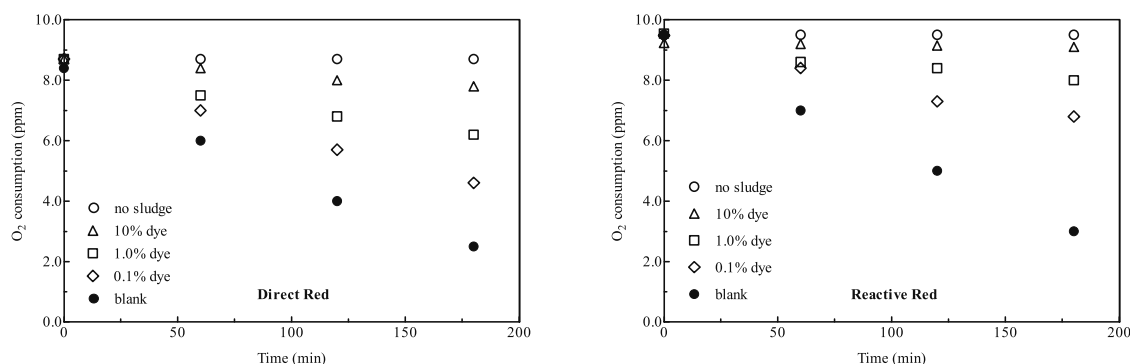 10.0
8.0
6.0
4.0
2.0
0.0
O2 consumption (ppm)
no sludge
10% dye
1.0% dye
0.1% dye
blank
Direct Red
0 50 100 150 200
Time (min)
10.0
8.0
6.0
4.0
2.0
0.0
O2 consumption (ppm)
no sludge
10% dye
1.0% dye
0.1% dye
blank
Reactive Red
0 50 100 150 200
Time (min)